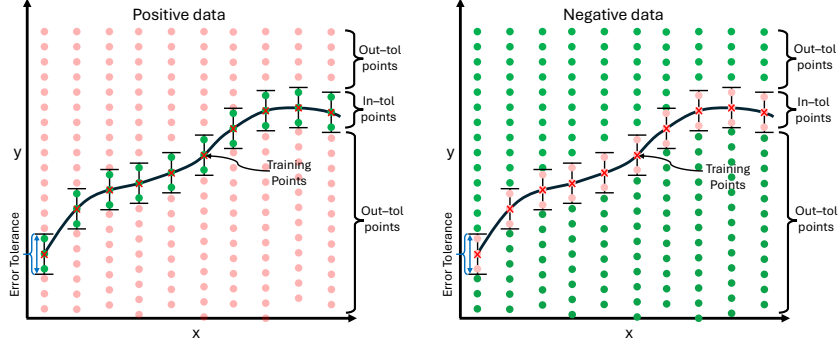 Positive data
y
Out–tol
points
In–tol
points
Training
Points
Out–tol
points
Error Tolerance
x
Negative data
y
Out–tol
points
In–tol
points
Training
Points
Out–tol
points
Error Tolerance
x